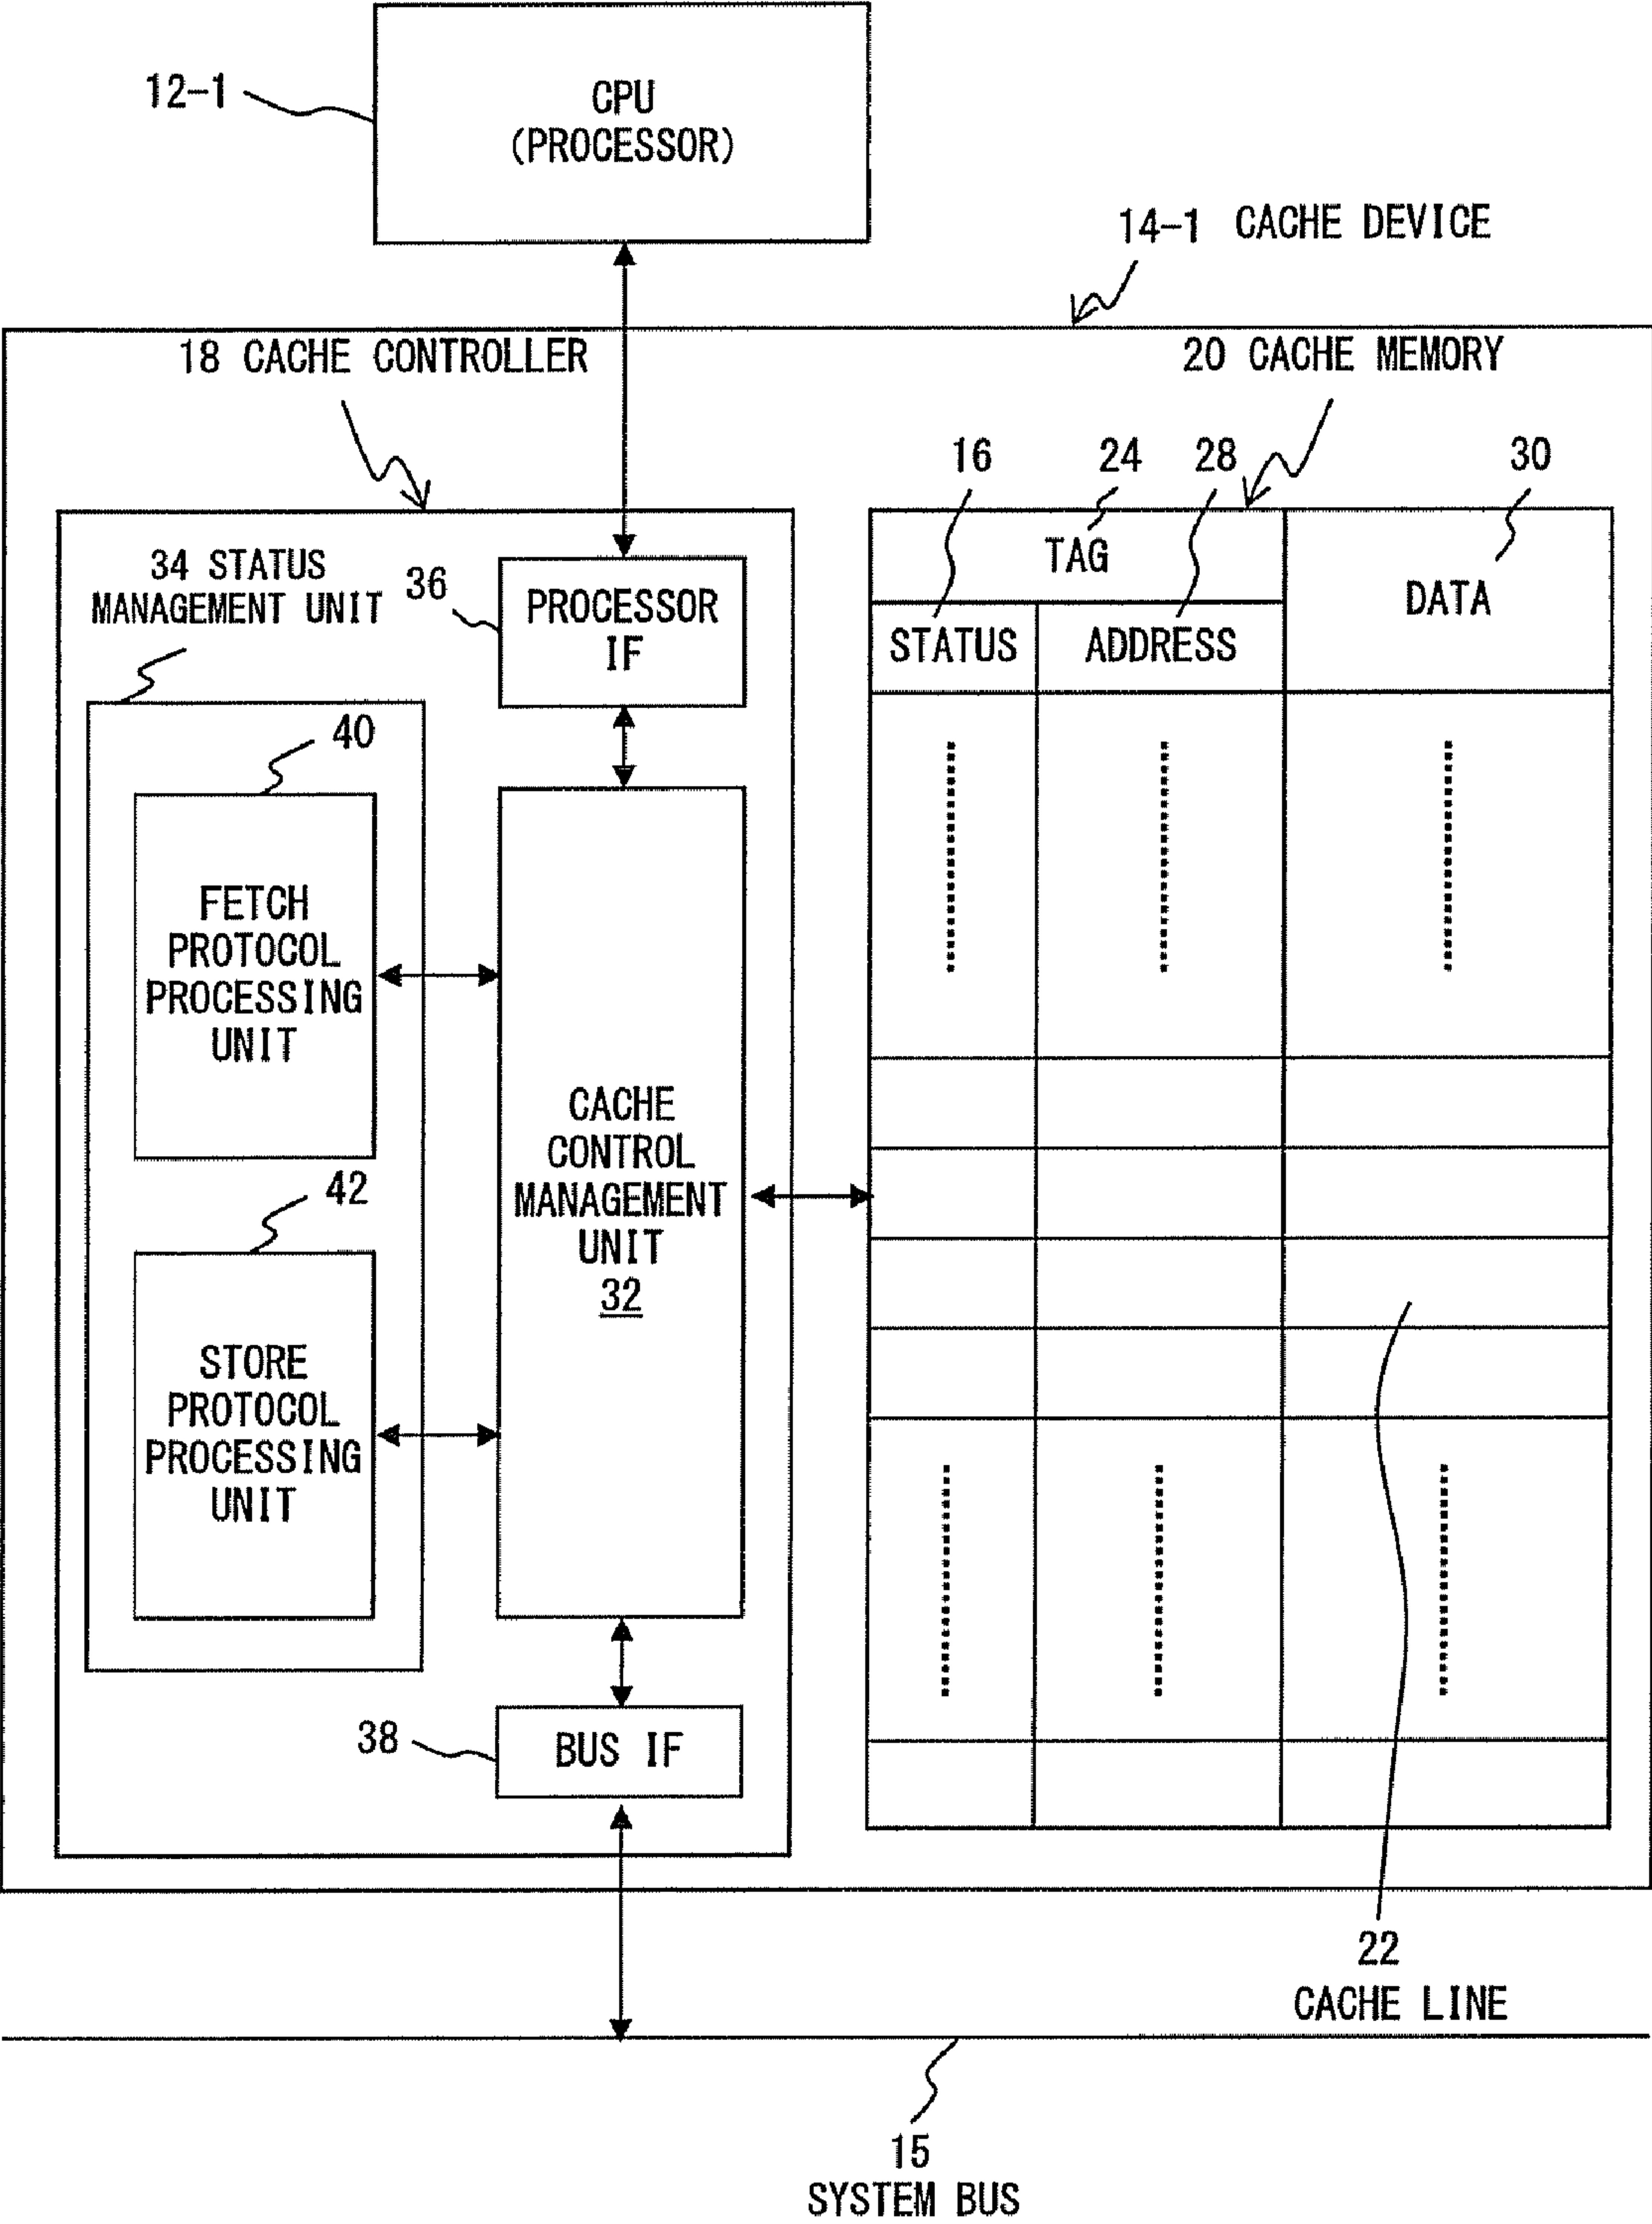 12-1
CPU
(PROCESSOR)
14-1 CACHE DEVICE
18 CACHE CONTROLLER
20 CACHE MEMORY
16
24
28
30
34 STATUS
MANAGEMENT UNIT
36
PROCESSOR
IF
TAG
DATA
STATUS
ADDRESS
40
FETCH
PROTOCOL
PROCESSING
UNIT
CACHE
CONTROL
MANAGEMENT
UNIT
32
42
STORE
PROTOCOL
PROCESSING
UNIT
38
BUS IF
22
CACHE LINE
15
SYSTEM BUS